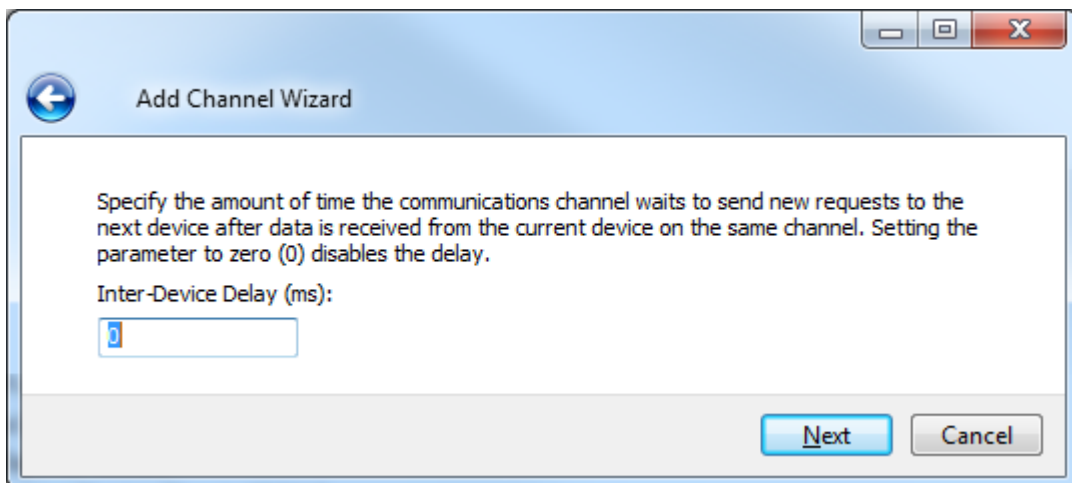 Add Channel Wizard
Specify the amount of time the communications channel waits to send new requests to the
next device after data is received from the current device on the same channel. Setting the
parameter to zero (0) disables the delay.
Inter-Device Delay (ms):
0
Next
Cancel